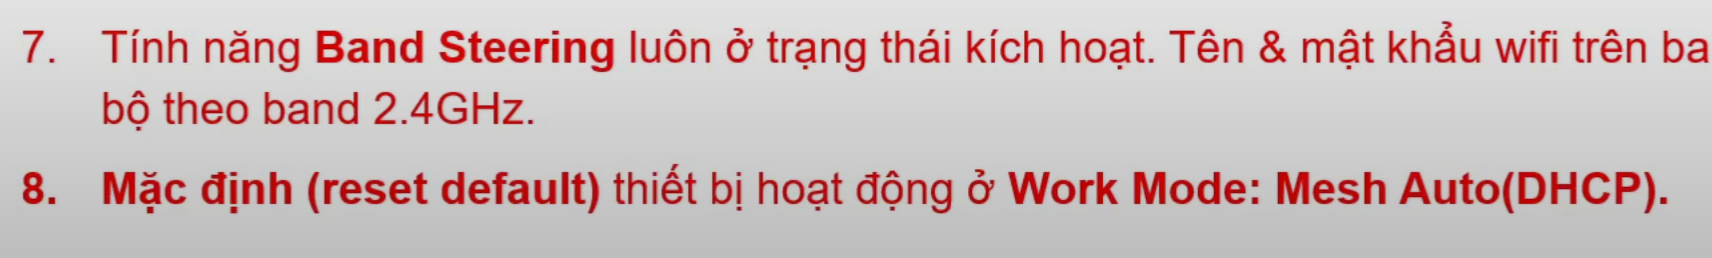 7. Tính năng Band Steering luôn ở trạng thái kích hoạt. Tên & mật khẩu wifi trên ba
bộ theo band 2.4GHz.
8. Mặc định (reset default) thiết bị hoạt động ở Work Mode: Mesh Auto(DHCP).